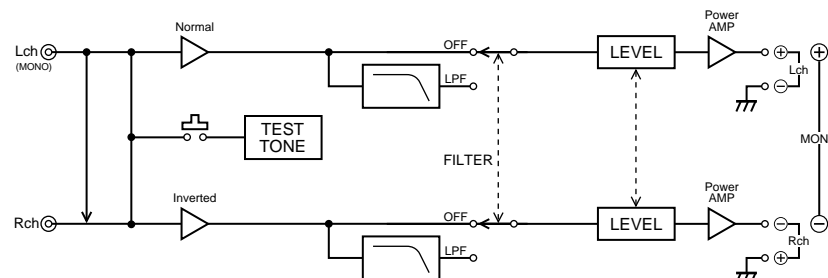 Normal
Power
AMP
Lch
(MONO)
OFF
LEVEL
+
Lch
−
+
LPF
TEST
TONE
FILTER
MON
Inverted
Power
AMP
Rch
OFF
LEVEL
−
Rch
+
−
LPF